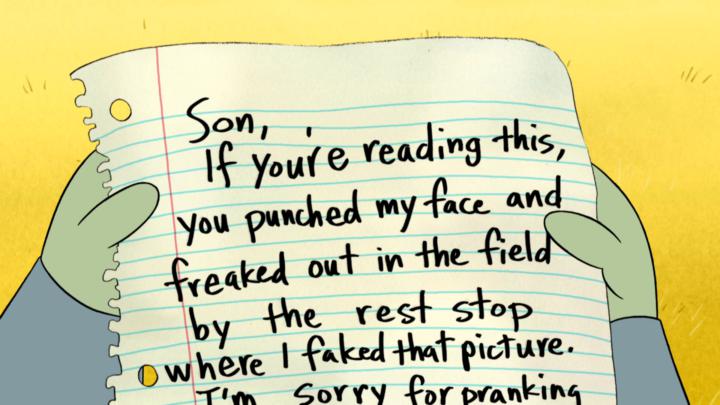 Son,
If you're reading this,
you punched my face and
freaked out in the field
by the rest stop
where I faked that picture.
I'm sorry for pranking